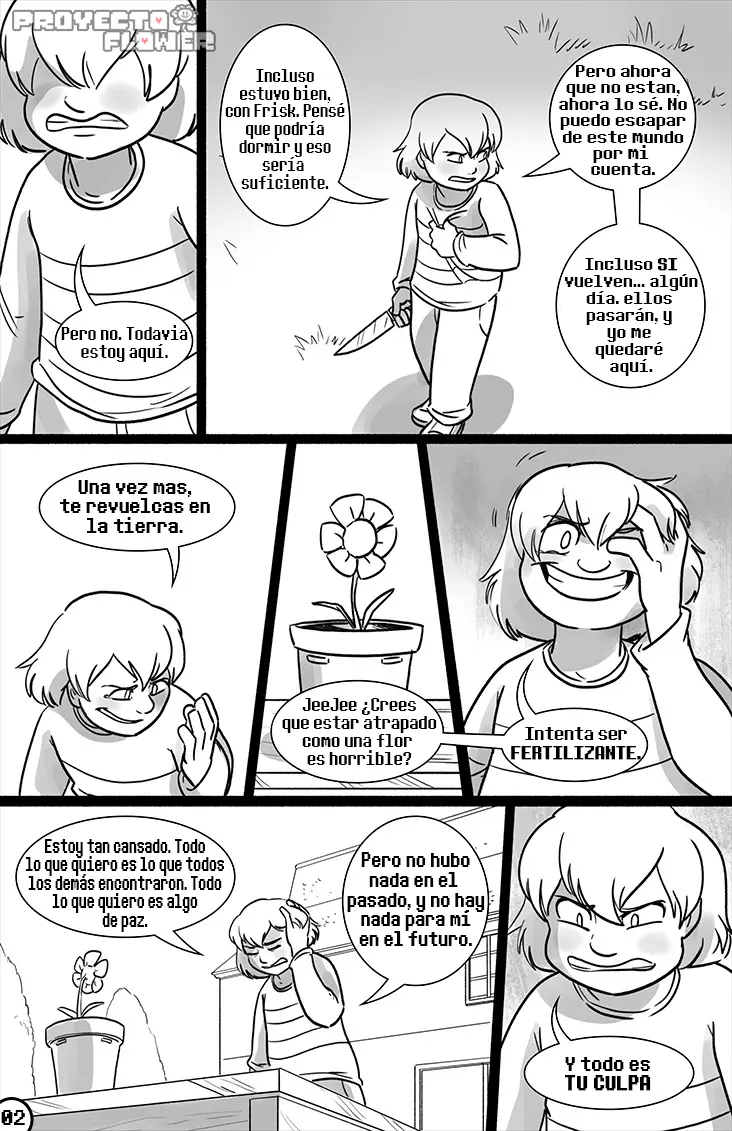 PROYECTO
FLOWER
Pero no. Todavia
estoy aquí.
Incluso
estuvo bien,
con Frisk. Pensé
que podría
dormir y eso
sería
suficiente.
Pero ahora
que no estan,
ahora lo sé. No
puedo escapar
de este mundo
por mi
cuenta.
Incluso SI
vuelven... algún
día. ellos
pasarán, y
yo me
quedaré
aquí.
Una vez mas,
te revuelcas en
la tierra.
JeeJee ¿Crees
que estar atrapado
como una flor
es horrible?
Intenta ser
FERTILIZANTE.
Estoy tan cansado. Todo
lo que quiero es lo que todos
los demás encontraron. Todo
lo que quiero es algo
de paz.
Pero no hubo
nada en el
pasado, y no hay
nada para mí
en el futuro.
Y todo es
TU CULPA
02